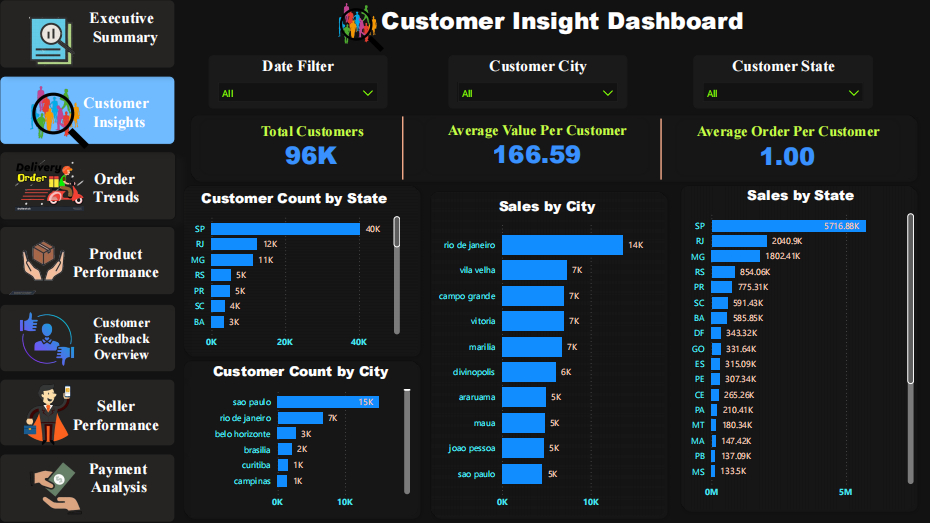 Executive
Summary
Customer
Insights
Delivery
Order
Order
Trends
Product
Performance
Customer
Feedback
Overview
Seller
Performance
Payment
Analysis
Customer Insight Dashboard
Date Filter
All
Customer City
All
Customer State
All
Total Customers
96K
Average Value Per Customer
166.59
Average Order Per Customer
1.00
Customer Count by State
SP 40K
RJ 12K
MG 11K
RS 5K
PR 5K
SC 4K
BA 3K
0K 20K 40K
Customer Count by City
sao paulo 15K
rio de janeiro 7K
belo horizonte 3K
brasilia 2K
curitiba 1K
campinas 1K
0K 10K
Sales by City
rio de janeiro 14K
vila velha 7K
campo grande 7K
vitoria 7K
marilia 7K
divinopolis 6K
araruama 5K
maua 5K
joao pessoa 5K
sao paulo 5K
0K 10K
Sales by State
SP 5716.88K
RJ 2040.9K
MG 1802.41K
RS 854.06K
PR 775.31K
SC 591.43K
BA 585.85K
DF 343.32K
GO 331.64K
ES 315.09K
PE 307.34K
CE 265.26K
PA 210.41K
MT 180.34K
MA 147.42K
PB 137.09K
MS 133.5K
0M 5M